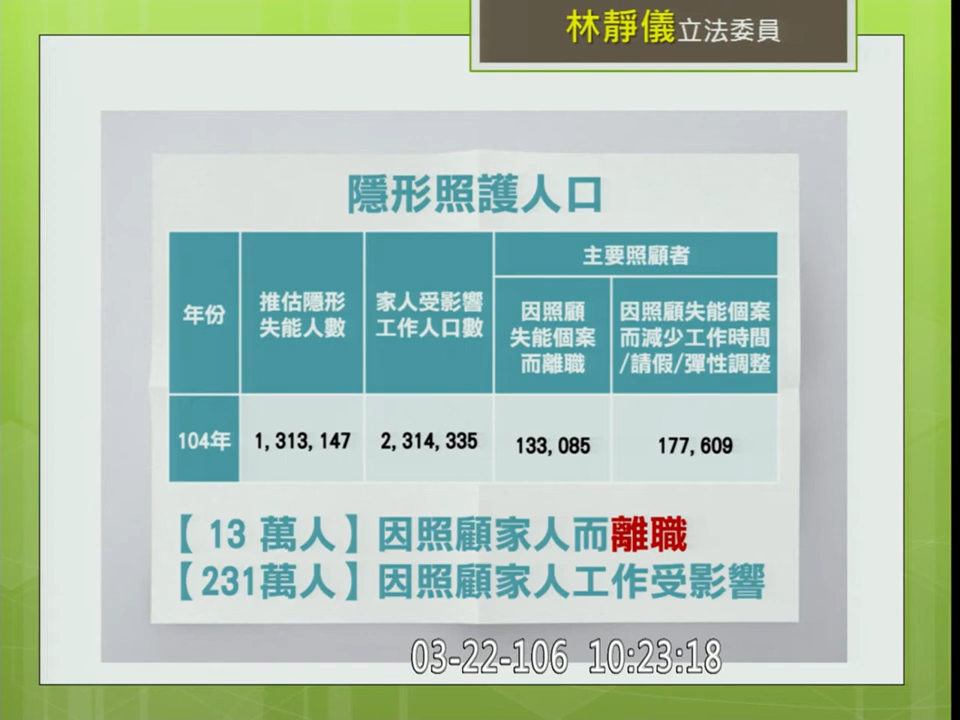 林靜儀立法委員
隱形照護人口
年份
推估隱形
失能人數
家人受影響
工作人口數
主要照顧者
因照顧
失能個案
而離職
因照顧失能個案
而減少工作時間
/請假/彈性調整
104年
1,313,147
2,314,335
133,085
177,609
【13 萬人】因照顧家人而離職
【231萬人】因照顧家人工作受影響
03-22-106 10:23:18